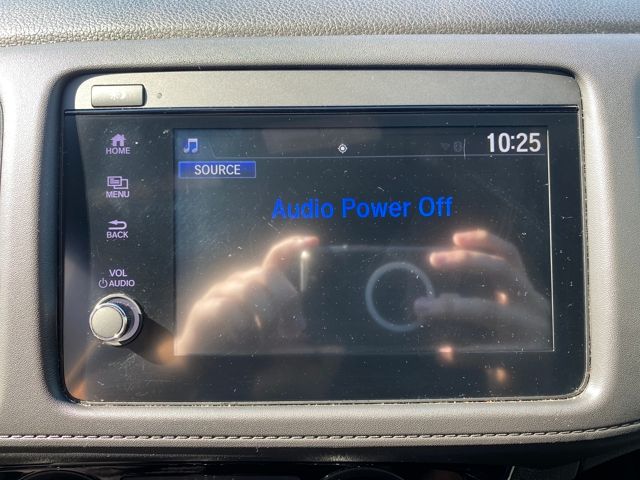 10:25
SOURCE
Audio Power Off
HOME
MENU
BACK
VOL
AUDIO